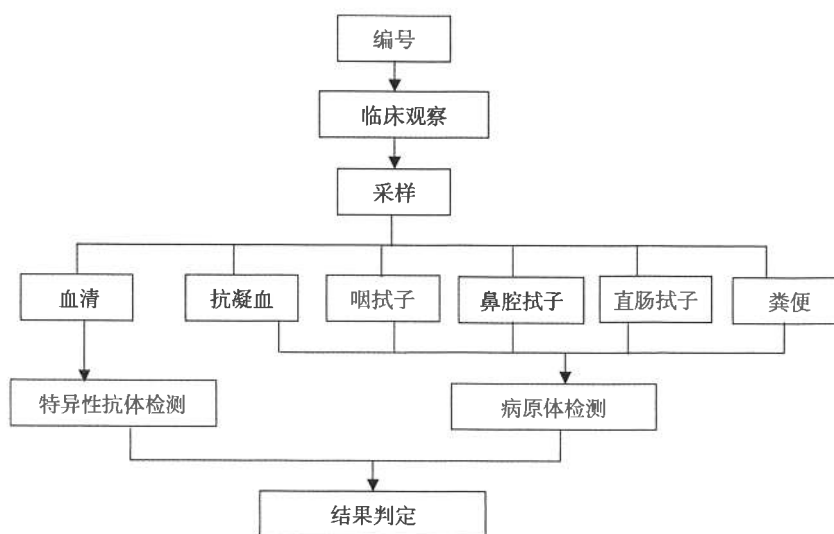 编号
临床观察
采样
血清
抗凝血
咽拭子
鼻腔拭子
直肠拭子
粪便
特异性抗体检测
病原体检测
结果判定